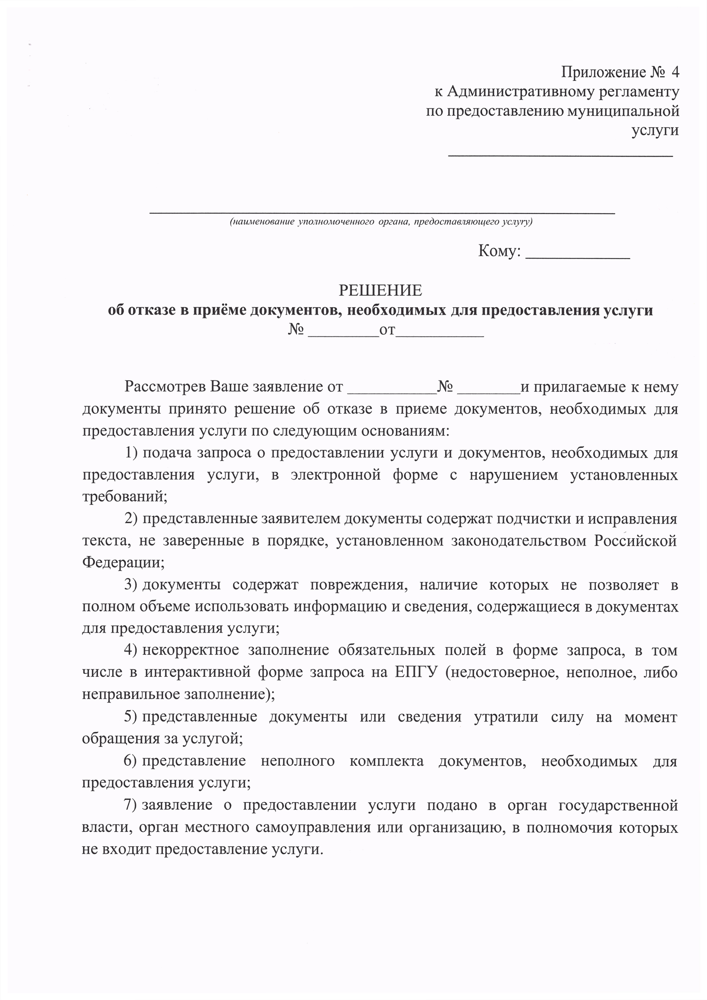 Приложение № 4
к Административному регламенту
по предоставлению муниципальной
услуги
___________________________
(наименование уполномоченного органа, предоставляющего услугу)
Кому: ____________
РЕШЕНИЕ
об отказе в приёме документов, необходимых для предоставления услуги
№ _________от___________
Рассмотрев Ваше заявление от ___________№ ________и прилагаемые к нему
документы принято решение об отказе в приеме документов, необходимых для
предоставления услуги по следующим основаниям:
1) подача запроса о предоставлении услуги и документов, необходимых для
предоставления услуги, в электронной форме с нарушением установленных
требований;
2) представленные заявителем документы содержат подчистки и исправления
текста, не заверенные в порядке, установленном законодательством Российской
Федерации;
3) документы содержат повреждения, наличие которых не позволяет в
полном объеме использовать информацию и сведения, содержащиеся в документах
для предоставления услуги;
4) некорректное заполнение обязательных полей в форме запроса, в том
числе в интерактивной форме запроса на ЕПГУ (недостоверное, неполное, либо
неправильное заполнение);
5) представленные документы или сведения утратили силу на момент
обращения за услугой;
6) представление неполного комплекта документов, необходимых для
предоставления услуги;
7) заявление о предоставлении услуги подано в орган государственной
власти, орган местного самоуправления или организацию, в полномочия которых
не входит предоставление услуги.